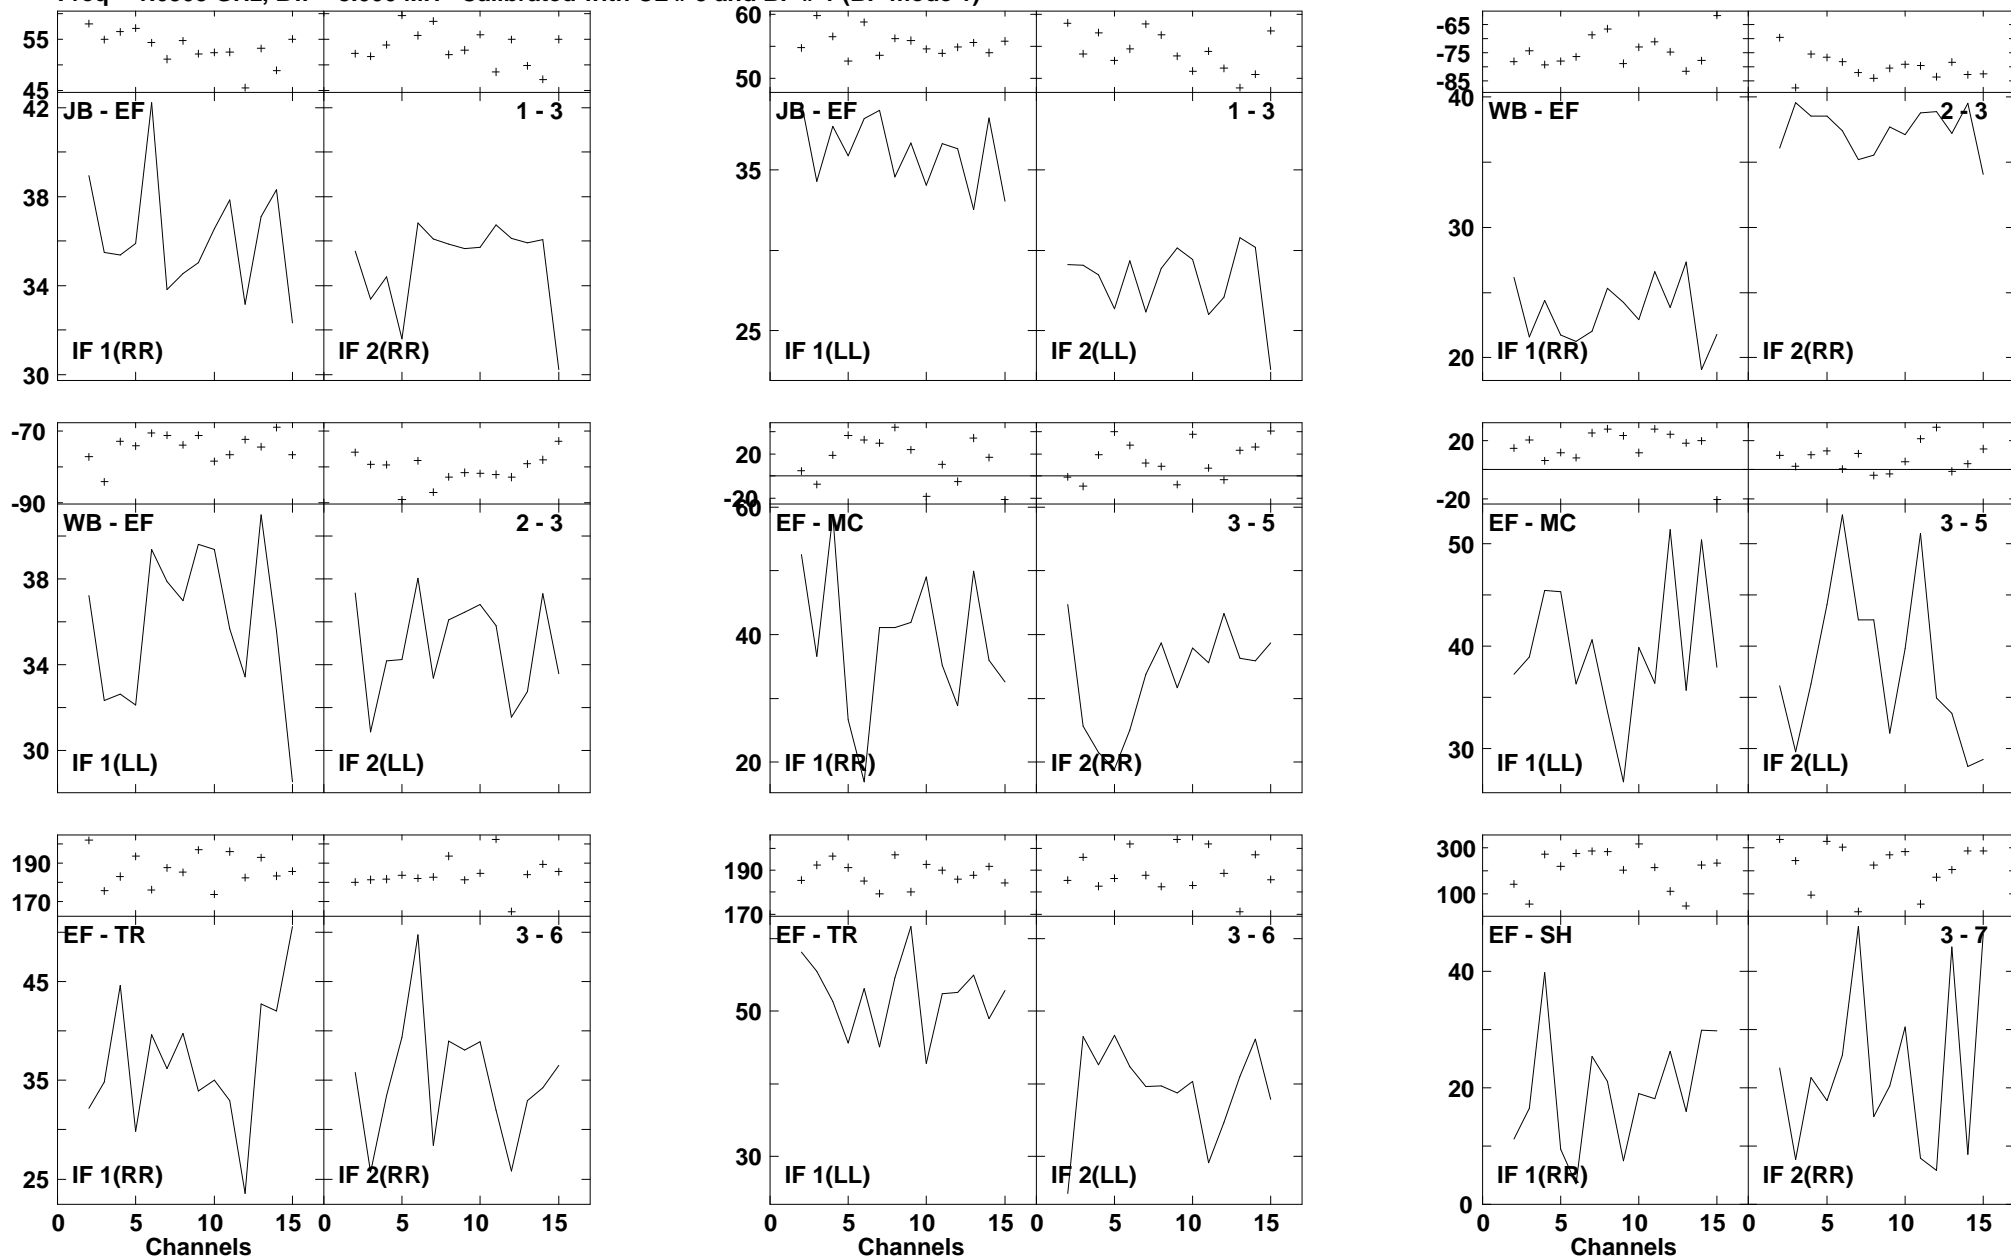 55
45
60
50
-65
-75
-85
42
38
34
30
JB - EF
1 - 3
IF 1(RR)
IF 2(RR)
35
25
JB - EF
1 - 3
IF 1(LL)
IF 2(LL)
40
30
20
WB - EF
2 - 3
IF 1(RR)
IF 2(RR)
-70
-90
20
-20
20
-20
38
34
30
WB - EF
2 - 3
IF 1(LL)
IF 2(LL)
60
40
20
EF - MC
3 - 5
IF 1(RR)
IF 2(RR)
50
40
30
EF - MC
3 - 5
IF 1(LL)
IF 2(LL)
190
170
190
170
300
100
45
35
25
EF - TR
3 - 6
IF 1(RR)
IF 2(RR)
0 5 10 15 0 5 10 15
Channels
50
30
EF - TR
3 - 6
IF 1(LL)
IF 2(LL)
0 5 10 15 0 5 10 15
Channels
40
20
0
EF - SH
3 - 7
IF 1(RR)
IF 2(RR)
0 5 10 15 0 5 10 15
Channels